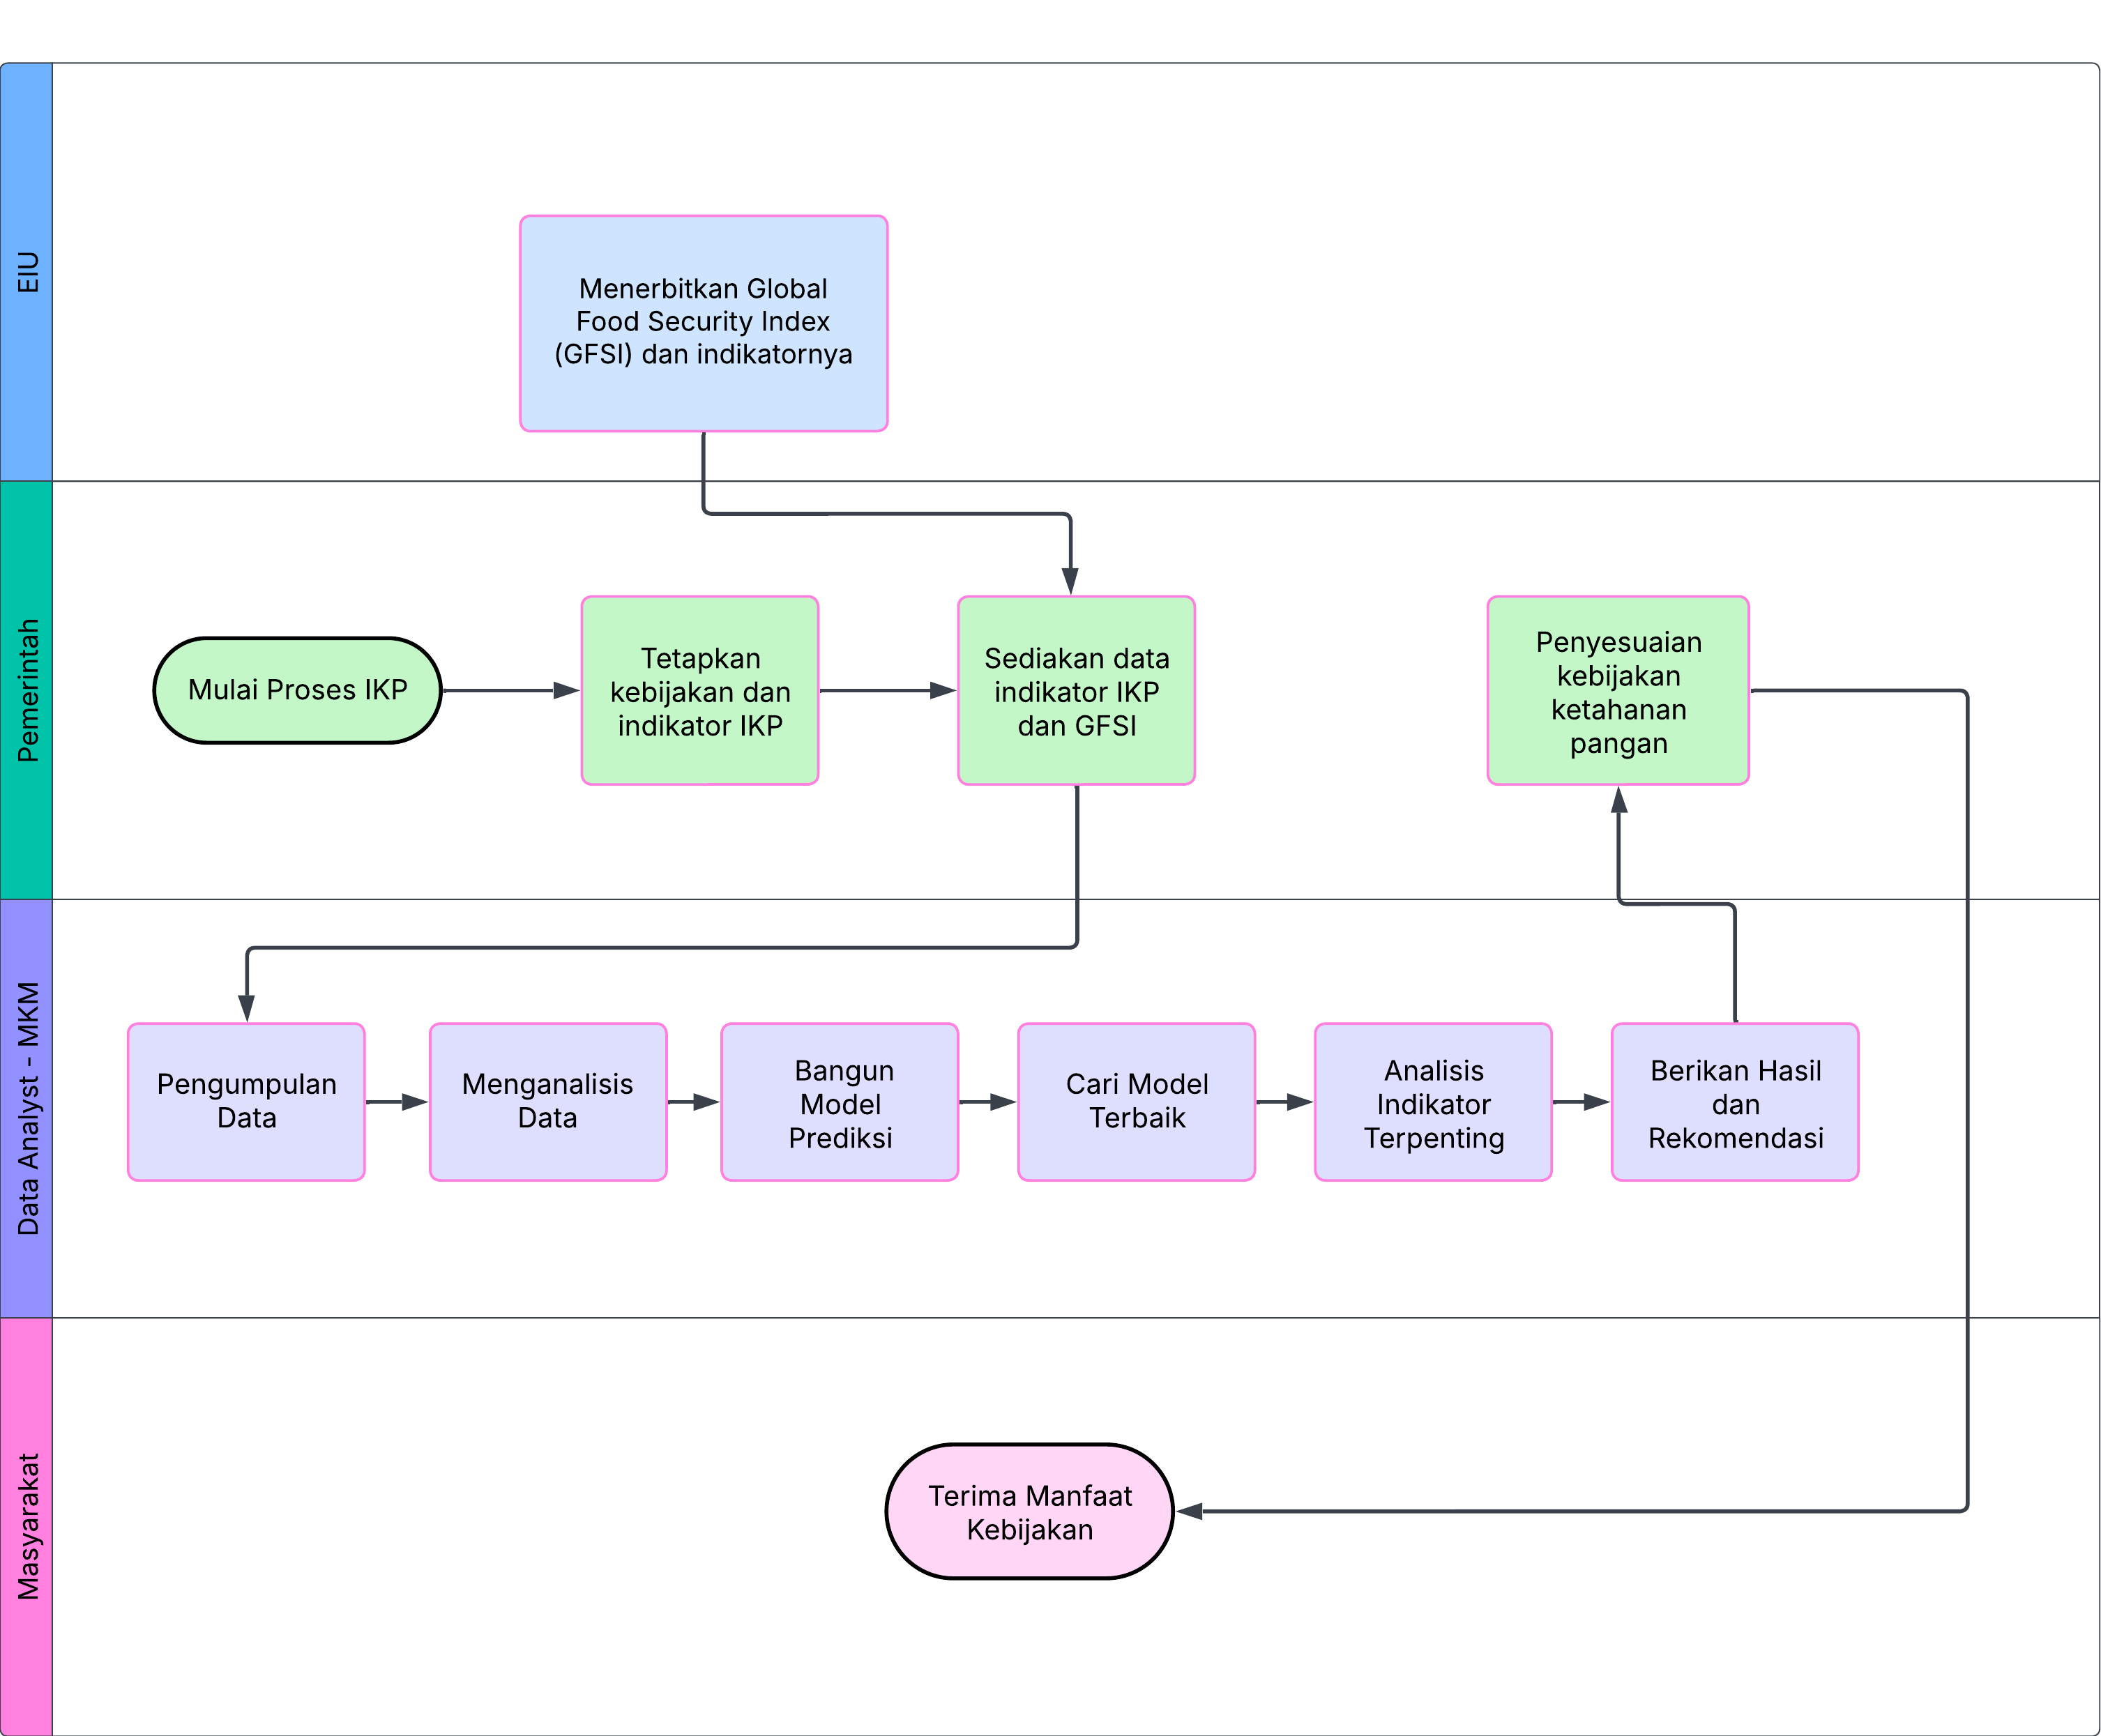 EIU
Menerbitkan Global
Food Security Index
(GFSI) dan indikatornya
Pemerintah
Mulai Proses IKP
Tetapkan
kebijakan dan
indikator IKP
Sediakan data
indikator IKP
dan GFSI
Penyesuaian
kebijakan
ketahanan
pangan
Data Analyst - MKM
Pengumpulan
Data
Menganalisis
Data
Bangun
Model
Prediksi
Cari Model
Terbaik
Analisis
Indikator
Terpenting
Berikan Hasil
dan
Rekomendasi
Masyarakat
Terima Manfaat
Kebijakan